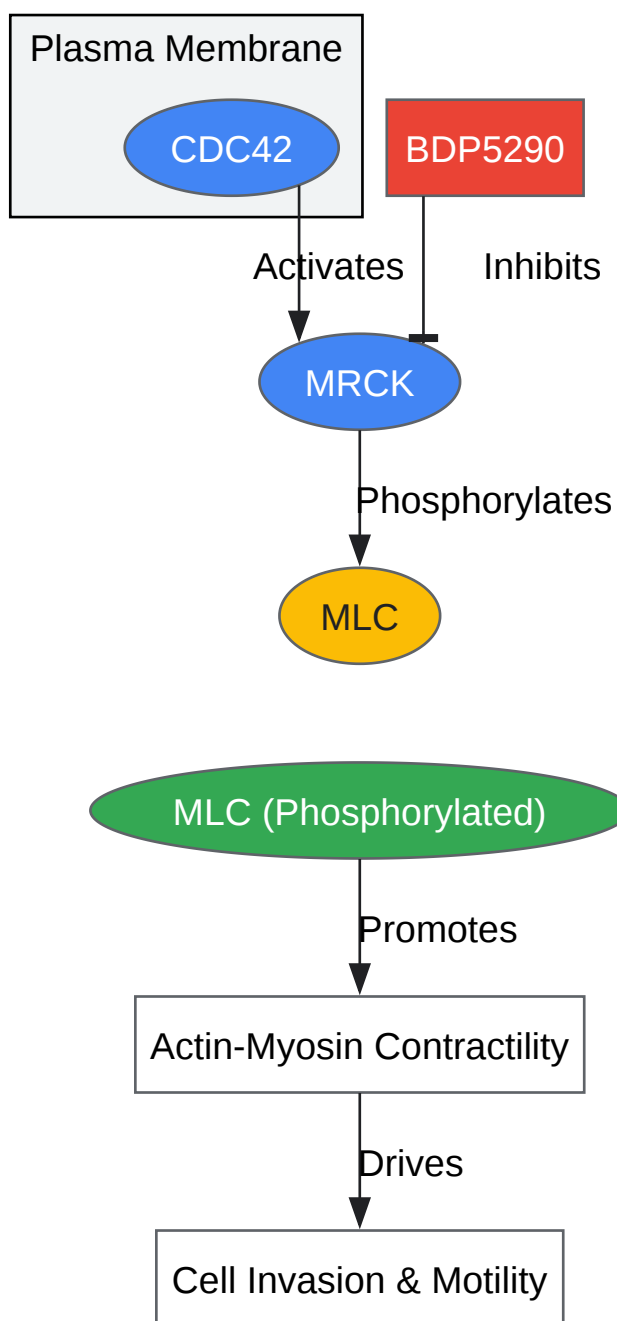 Plasma Membrane
CDC42
BDP5290
Activates
Inhibits
MRCK
Phosphorylates
MLC
MLC (Phosphorylated)
Promotes
Actin-Myosin Contractility
Drives
Cell Invasion & Motility